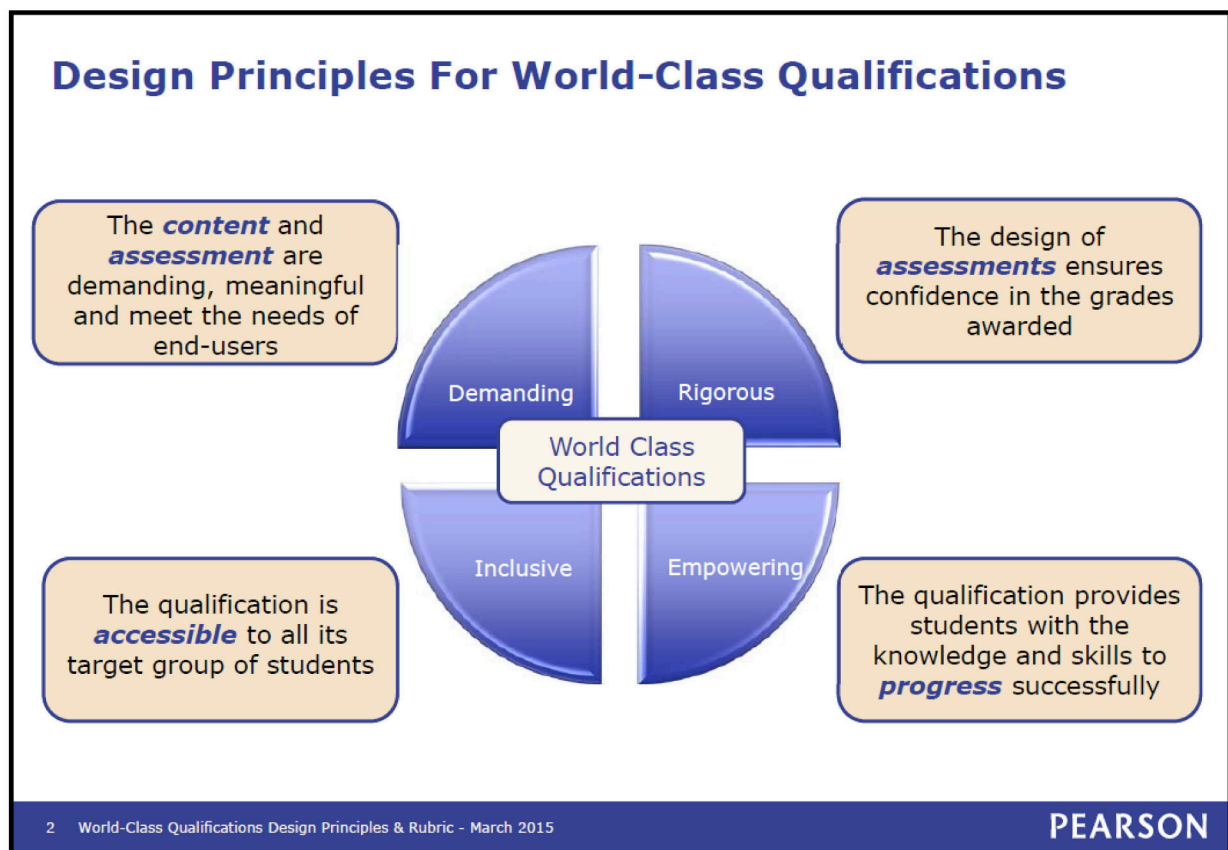 Design Principles For World-Class Qualifications
The content and
assessment are
demanding, meaningful
and meet the needs of
end-users
The design of
assessments ensures
confidence in the grades
awarded
Demanding
Rigorous
World Class
Qualifications
Inclusive
Empowering
The qualification is
accessible to all its
target group of students
The qualification provides
students with the
knowledge and skills to
progress successfully
2 World-Class Qualifications Design Principles & Rubric - March 2015
PEARSON